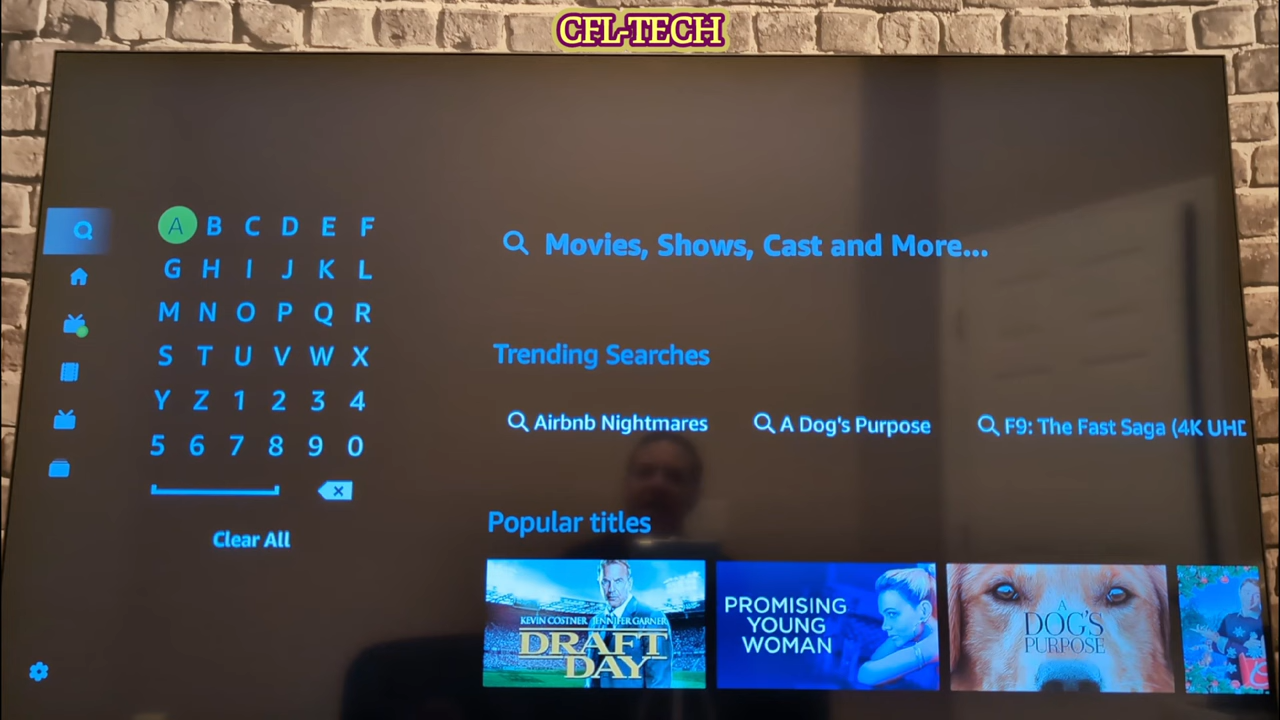 CFL-TECH
A B C D E F
G H I J K L
M N O P Q R
S T U V W X
Y Z 1 2 3 4
5 6 7 8 9 0
Clear All
Movies, Shows, Cast and More...
Trending Searches
Airbnb Nightmares
A Dog's Purpose
F9: The Fast Saga (4K UHD
Popular titles
KEVIN COSTNER JENNIFER GARNER
DRAFT
DAY
PROMISING
YOUNG
WOMAN
A
DOG'S
PURPOSE